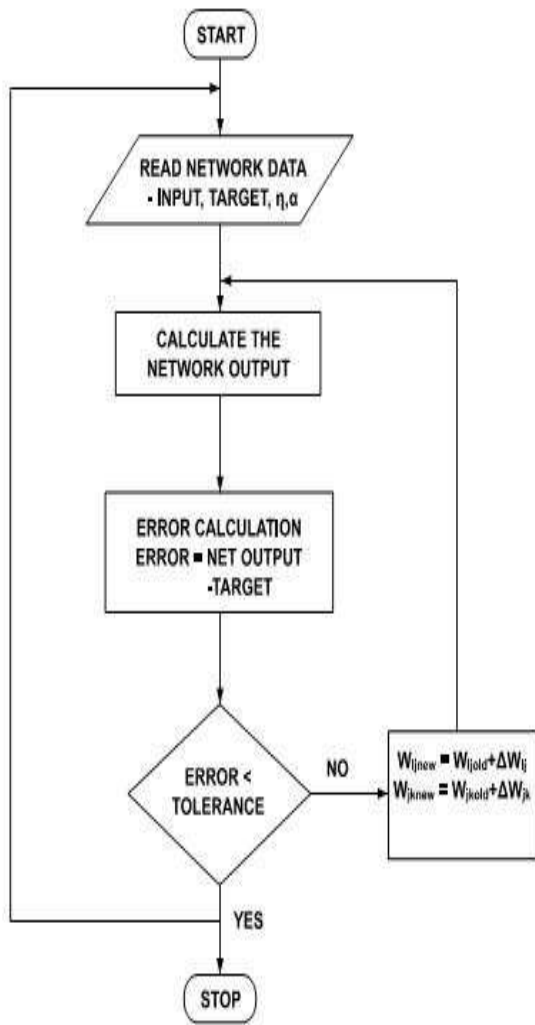 START
READ NETWORK DATA
- INPUT, TARGET, η,α
CALCULATE THE
NETWORK OUTPUT
ERROR CALCULATION
ERROR = NET OUTPUT
-TARGET
ERROR <
TOLERANCE
NO
Wijnew = Wijold+ΔWij
Wjknew = Wjkold+ΔWjk
YES
STOP